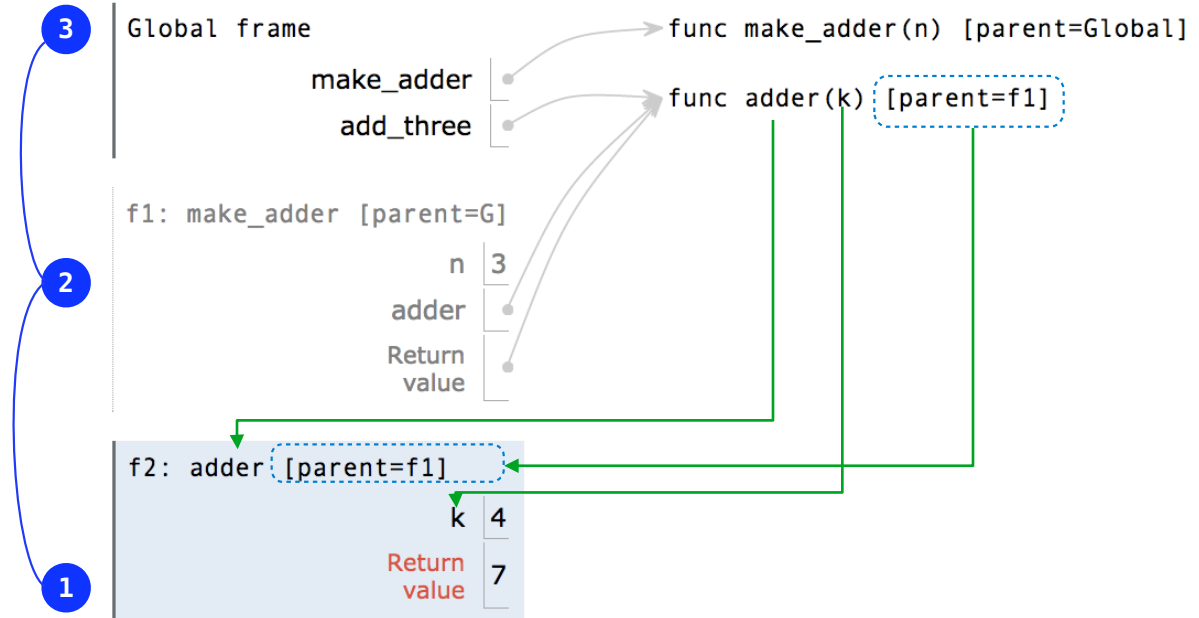 3 Global frame func make_adder(n) [parent=Global]
make_adder
func adder(k) [parent=f1]
add_three
f1: make_adder [parent=G]
2 n 3
adder
Return
value
f2: adder [parent=f1]
k 4
Return
value
7
1